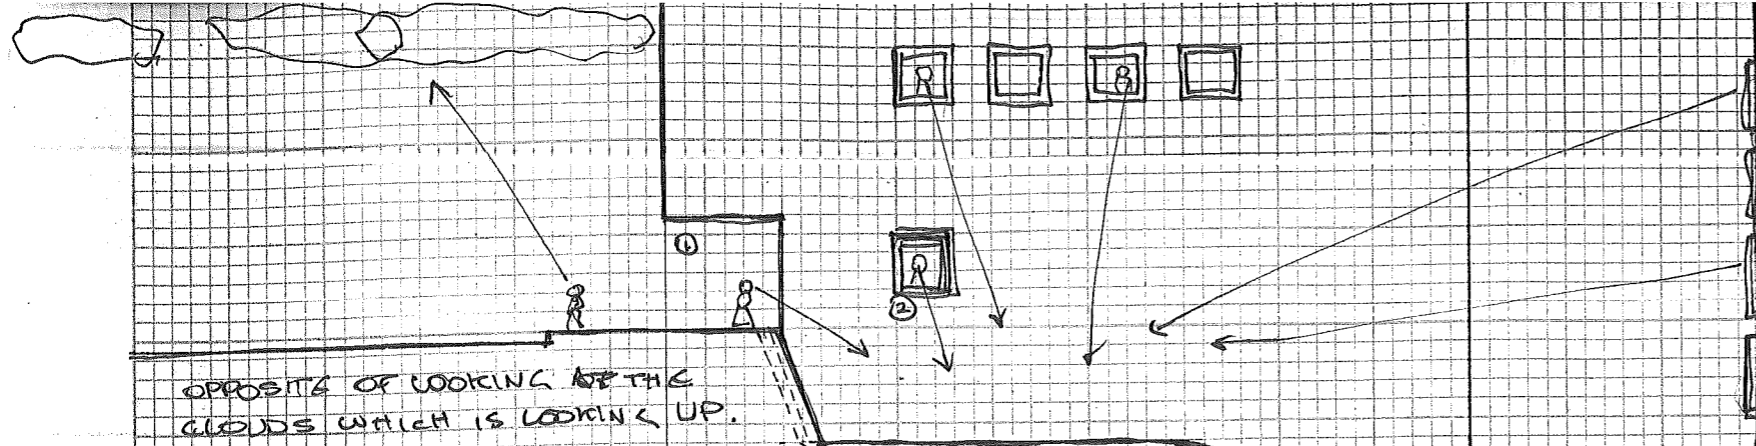 ①
②
OPPOSITE OF LOOKING AT THE
CLOUDS WHICH IS LOOKING UP.